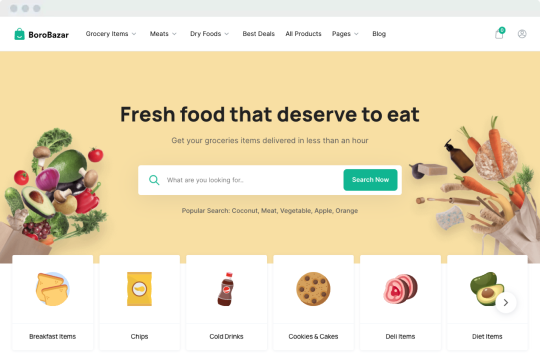 BoroBazar
Grocery Items Meats Dry Foods Best Deals All Products Pages Blog
0
Fresh food that deserve to eat
Get your groceries items delivered in less than an hour
What are you looking for..
Search Now
Popular Search: Coconut, Meat, Vegetable, Apple, Orange
Breakfast Items Chips Cold Drinks Cookies & Cakes Deli Items Diet Items